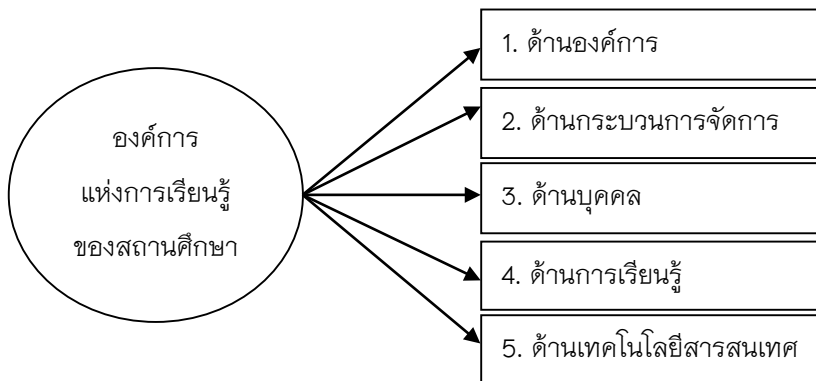 องค์การ
แห่งการเรียนรู้
ของสถานศึกษา
1. ด้านองค์การ
2. ด้านกระบวนการจัดการ
3. ด้านบุคคล
4. ด้านการเรียนรู้
5. ด้านเทคโนโลยีสารสนเทศ